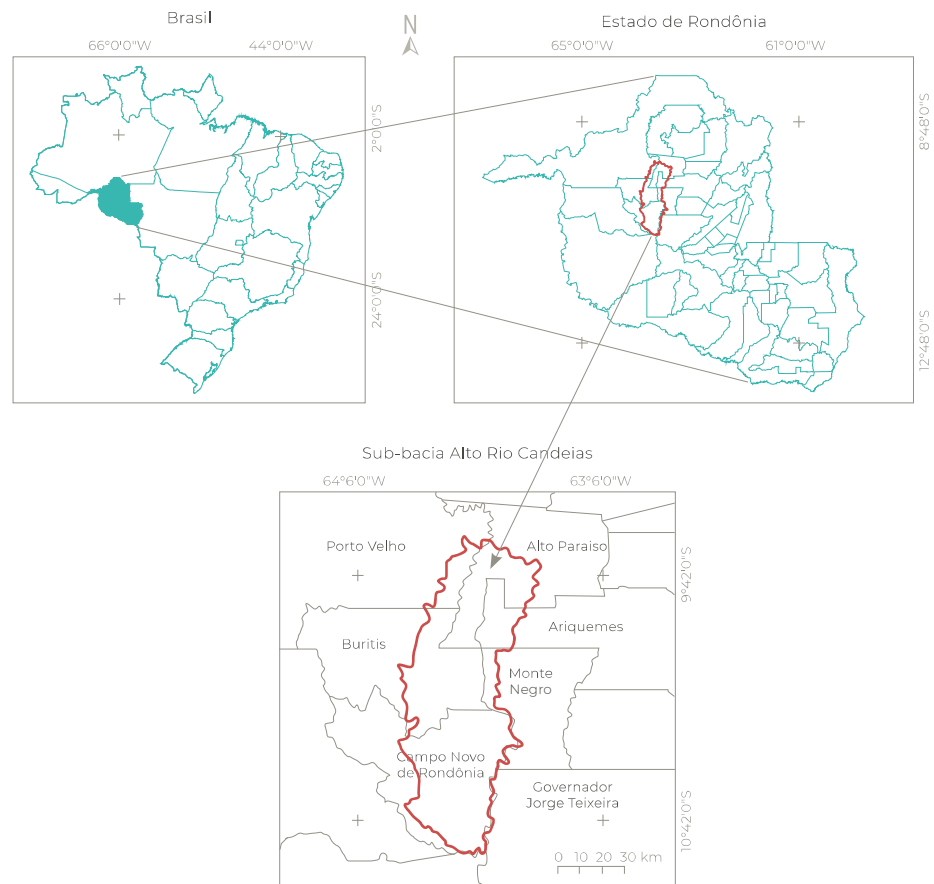 Brasil
N
Estado de Rondônia
66°0'0"W
44°0'0"W
65°0'0"W
61°0'0"W
2°0'0"S
24°0'0"S
8°48'0"S
12°48'0"S
Sub-bacia Alto Rio Candeias
64°6'0"W
63°6'0"W
Porto Velho
Alto Paraiso
9°42'0"S
Buritis
Ariquemes
Monte
Negro
Campo Novo
de Rondônia
Governador
Jorge Teixeira
10°42'0"S
0 10 20 30 km